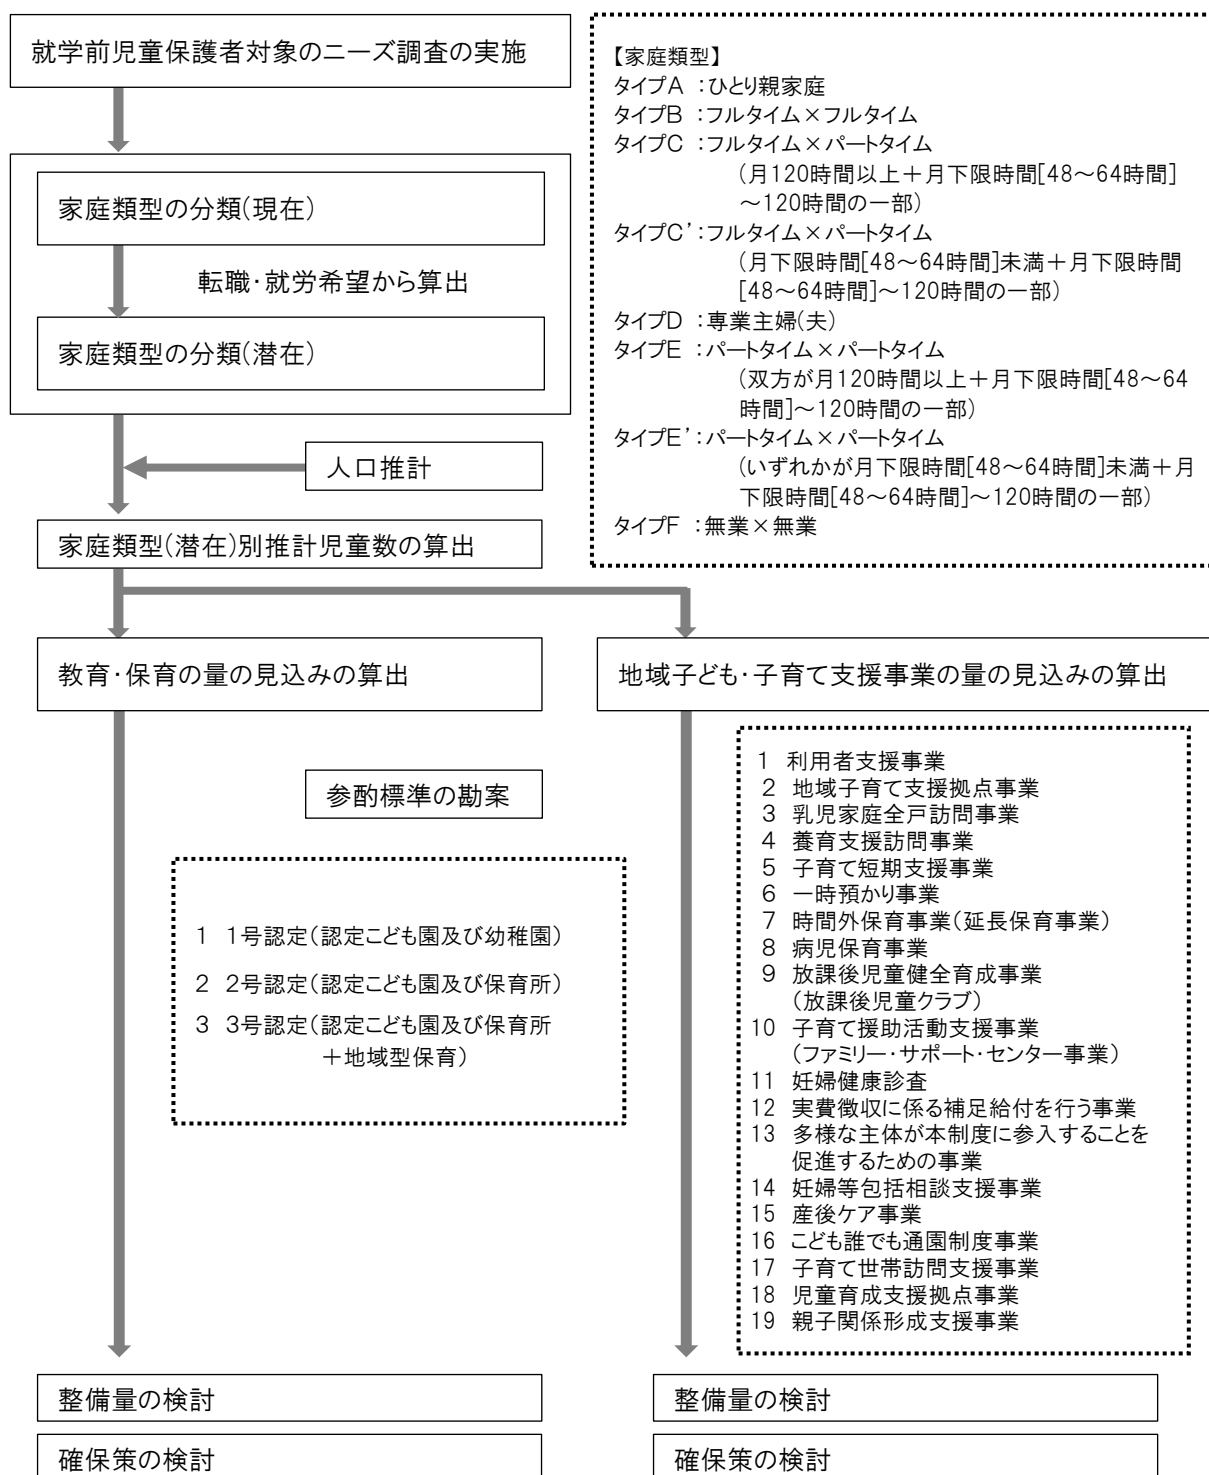 就学前児童保護者対象のニーズ調査の実施
家庭類型の分類(現在)
転職・就労希望から算出
家庭類型の分類(潜在)
人口推計
家庭類型(潜在)別推計児童数の算出
【家庭類型】
タイプA :ひとり親家庭
タイプB :フルタイム×フルタイム
タイプC :フルタイム×パートタイム
(月120時間以上+月下限時間[48~64時間]
~120時間の一部)
タイプC':フルタイム×パートタイム
(月下限時間[48~64時間]未満+月下限時間
[48~64時間]~120時間の一部)
タイプD :専業主婦(夫)
タイプE :パートタイム×パートタイム
(双方が月120時間以上+月下限時間[48~64
時間]~120時間の一部)
タイプE':パートタイム×パートタイム
(いずれかが月下限時間[48~64時間]未満+月
下限時間[48~64時間]~120時間の一部)
タイプF :無業×無業
教育・保育の量の見込みの算出
参酌標準の勘案
1 1号認定(認定こども園及び幼稚園)
2 2号認定(認定こども園及び保育所)
3 3号認定(認定こども園及び保育所
+地域型保育)
整備量の検討
確保策の検討
地域子ども・子育て支援事業の量の見込みの算出
1 利用者支援事業
2 地域子育て支援拠点事業
3 乳児家庭全戸訪問事業
4 養育支援訪問事業
5 子育て短期支援事業
6 一時預かり事業
7 時間外保育事業(延長保育事業)
8 病児保育事業
9 放課後児童健全育成事業
(放課後児童クラブ)
10 子育て援助活動支援事業
(ファミリー・サポート・センター事業)
11 妊婦健康診査
12 実費徴収に係る補足給付を行う事業
13 多様な主体が本制度に参入することを
促進するための事業
14 妊婦等包括相談支援事業
15 産後ケア事業
16 こども誰でも通園制度事業
17 子育て世帯訪問支援事業
18 児童育成支援拠点事業
19 親子関係形成支援事業
整備量の検討
確保策の検討